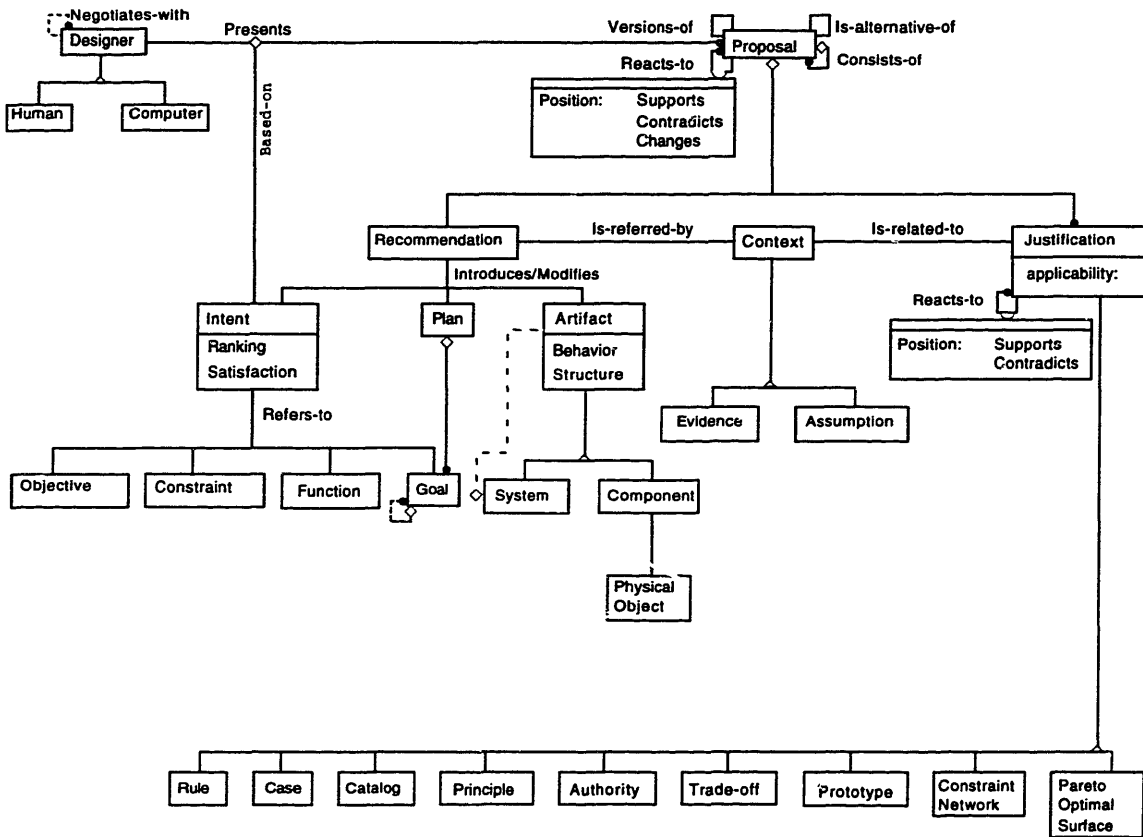 Negotiates-with
Designer
Presents
Versions-of
Proposal
Is-alternative-of
Reacts-to
Consists-of
Human
Computer
Based-on
Position: Supports
Contradicts
Changes
Recommendation
Is-referred-by
Context
Is-related-to
Justification
applicability:
Introduces/Modifies
Reacts-to
Intent
Ranking
Satisfaction
Plan
Artifact
Behavior
Structure
Position: Supports
Contradicts
Refers-to
Evidence
Assumption
Objective
Constraint
Function
Goal
System
Component
Physical
Object
Rule
Case
Catalog
Principle
Authority
Trade-off
Prototype
Constraint
Network
Pareto
Optimal
Surface